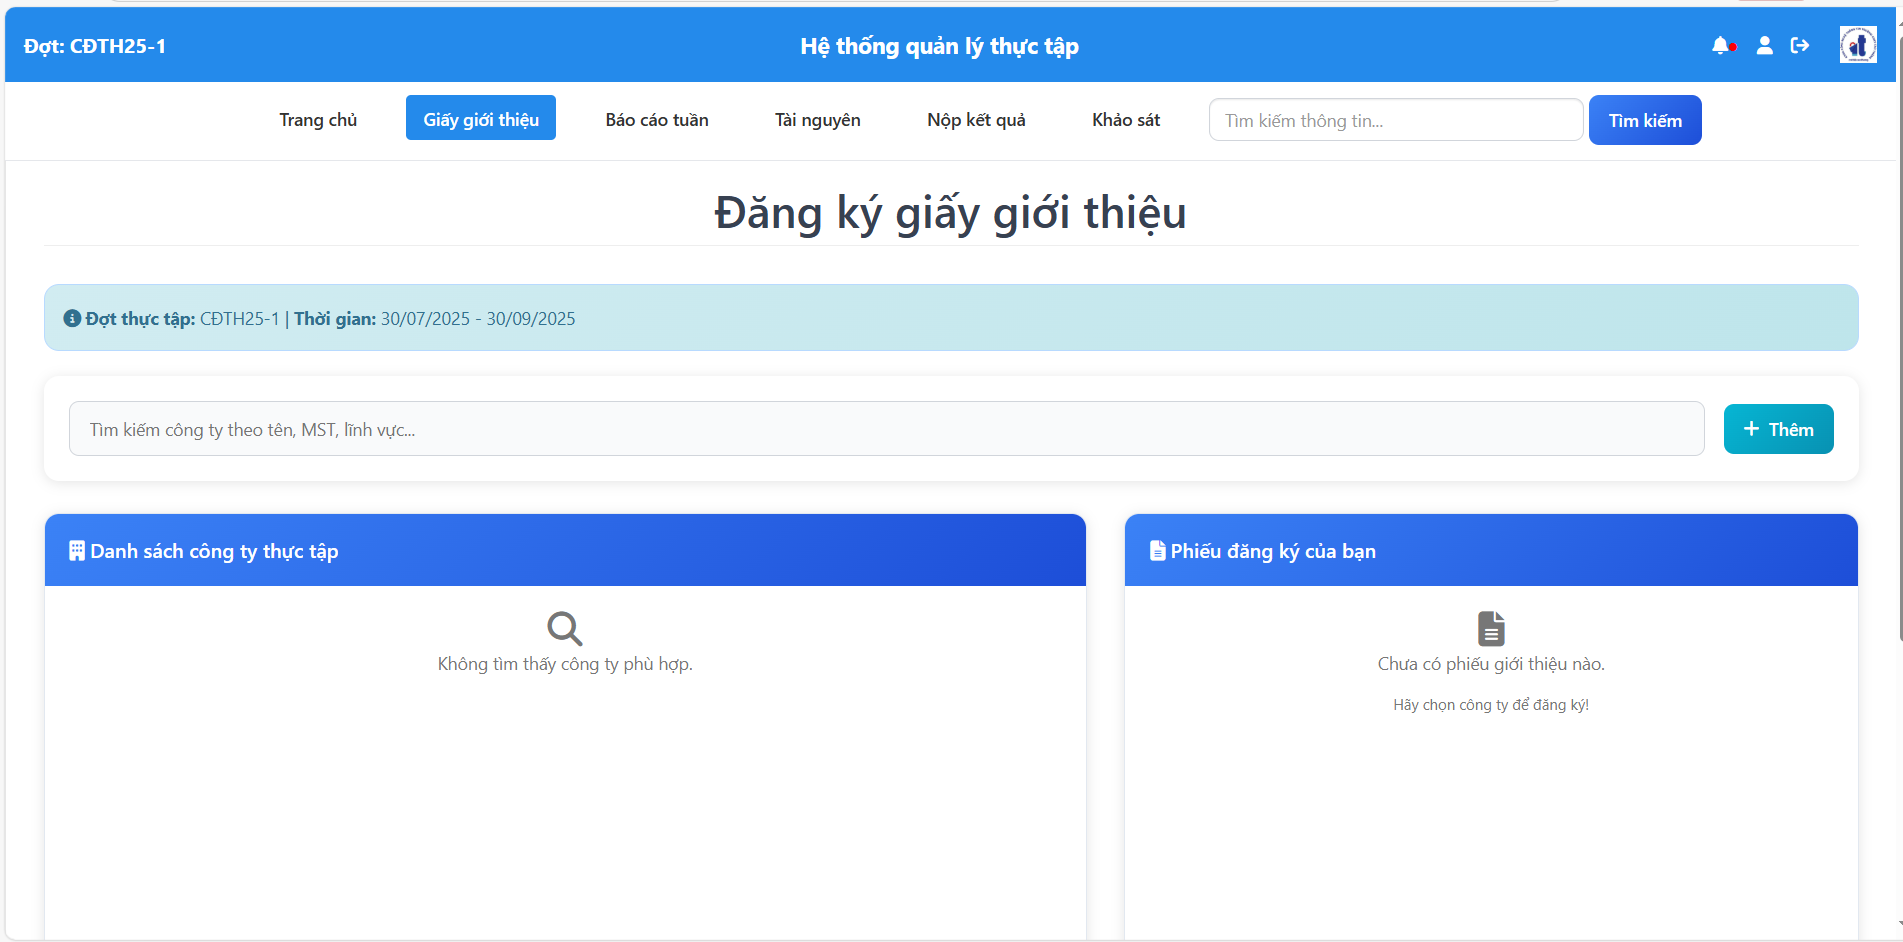 Đợt: CĐTH25-1
Hệ thống quản lý thực tập
Trang chủ
Giấy giới thiệu
Báo cáo tuần
Tài nguyên
Nộp kết quả
Khảo sát
Tìm kiếm thông tin...
Tìm kiếm
Đăng ký giấy giới thiệu
Đợt thực tập: CĐTH25-1 | Thời gian: 30/07/2025 - 30/09/2025
Tìm kiếm công ty theo tên, MST, lĩnh vực...
+ Thêm
Danh sách công ty thực tập
Không tìm thấy công ty phù hợp.
Phiếu đăng ký của bạn
Chưa có phiếu giới thiệu nào.
Hãy chọn công ty để đăng ký!